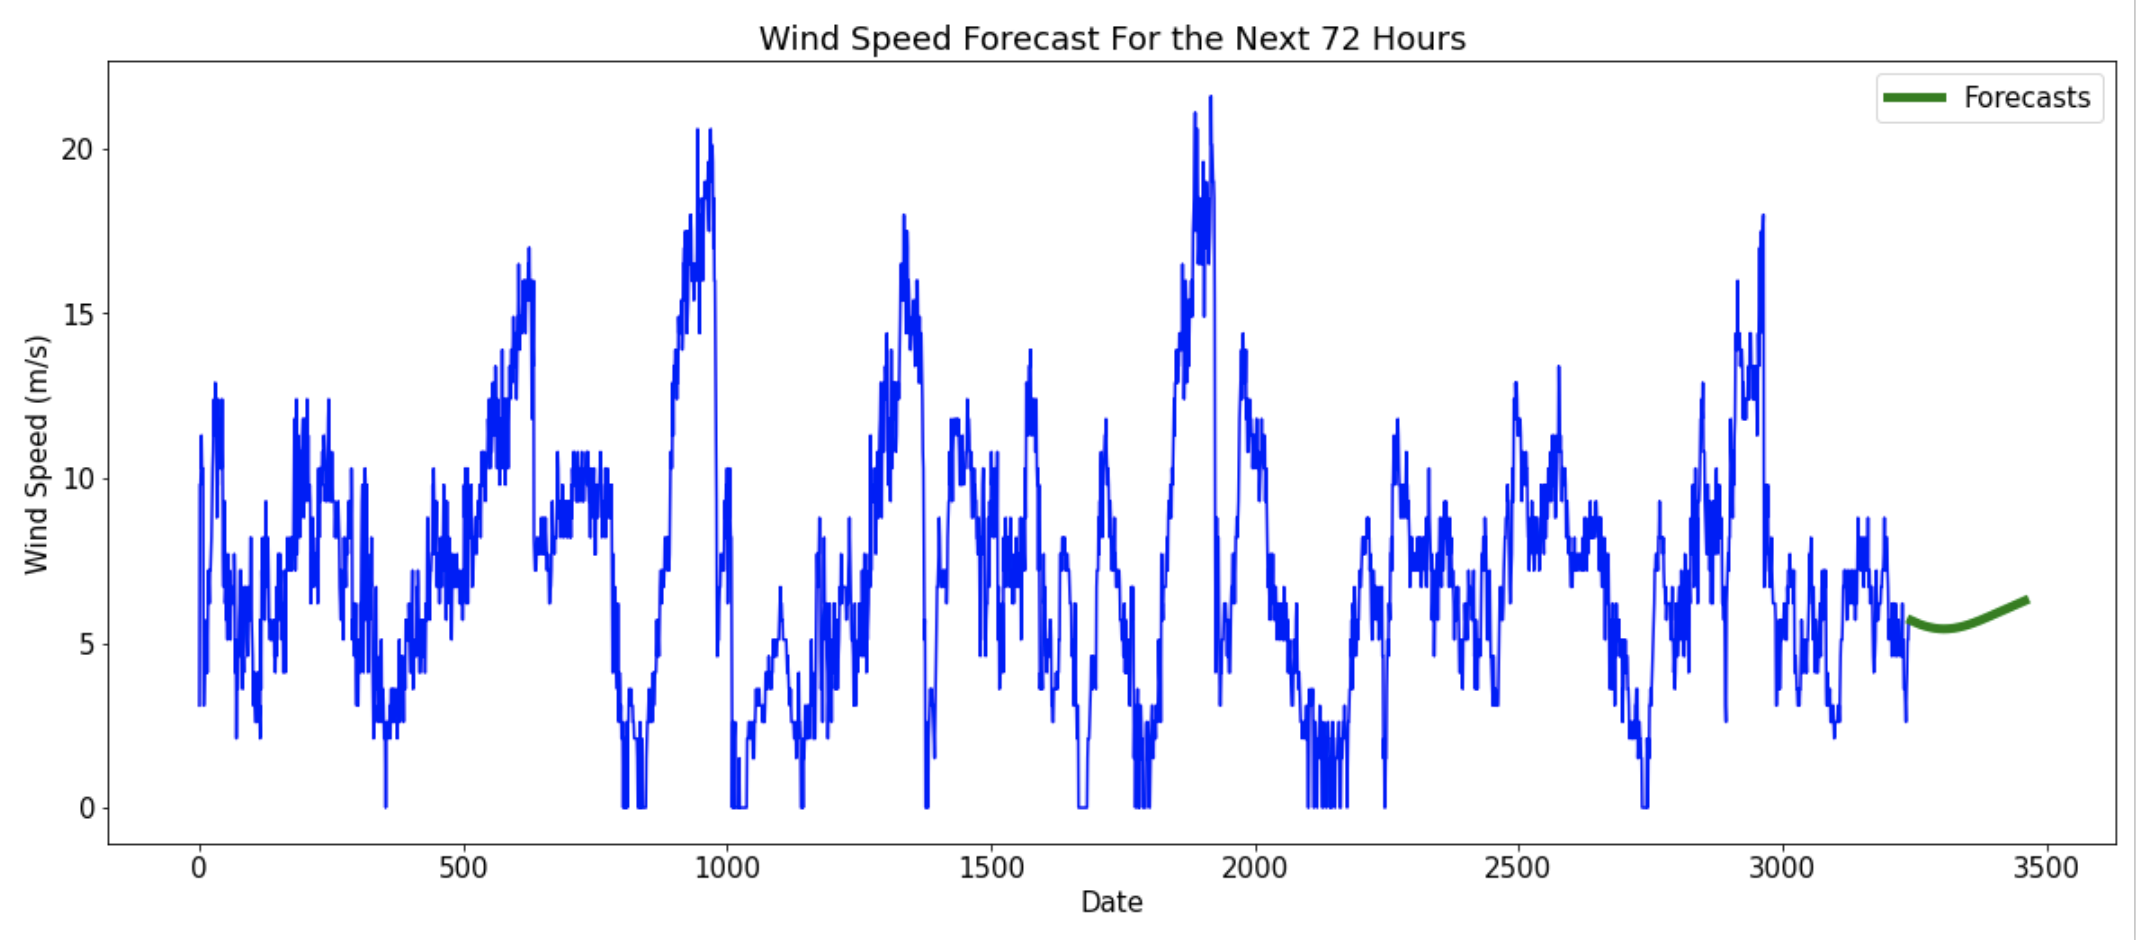 Wind Speed Forecast For the Next 72 Hours
Forecasts
Wind Speed (m/s)
20
15
10
5
0
0 500 1000 1500 2000 2500 3000 3500
Date